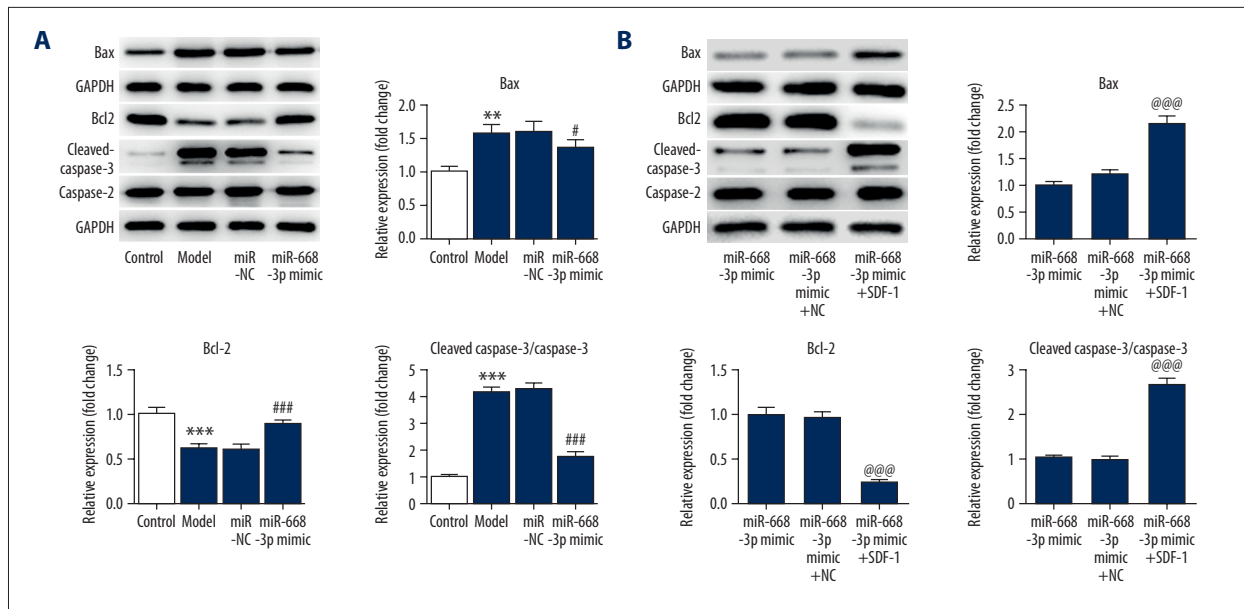 A
Bax
GAPDH
Bcl2
Cleaved-
caspase-3
Caspase-2
GAPDH
Control Model miR miR-668
-NC -3p mimic
Bax
Relative expression (fold change)
2.0
1.5
1.0
0.5
0.0
**
#
Control Model miR miR-668
-NC -3p mimic
Bcl-2
Relative expression (fold change)
1.5
1.0
0.5
0.0
***
###
Control Model miR miR-668
-NC -3p mimic
Cleaved caspase-3/caspase-3
Relative expression (fold change)
5
4
3
2
1
0
***
###
Control Model miR miR-668
-NC -3p mimic
B
Bax
GAPDH
Bcl2
Cleaved-
caspase-3
Caspase-2
GAPDH
miR-668 miR-668 miR-668
-3p mimic -3p -3p mimic
mimic +SDF-1
+NC
Bax
Relative expression (fold change)
2.5
2.0
1.5
1.0
0.5
0.0
@@@
miR-668 miR-668 miR-668
-3p mimic -3p -3p mimic
mimic +SDF-1
+NC
Bcl-2
Relative expression (fold change)
1.5
1.0
0.5
0.0
@@@
miR-668 miR-668 miR-668
-3p mimic -3p -3p mimic
mimic +SDF-1
+NC
Cleaved caspase-3/caspase-3
Relative expression (fold change)
3
2
1
0
@@@
miR-668 miR-668 miR-668
-3p mimic -3p -3p mimic
mimic +SDF-1
+NC